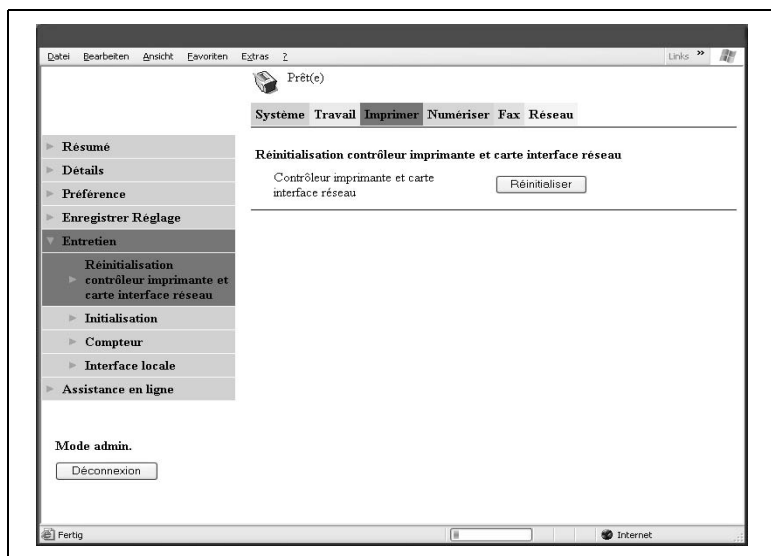 Datei Bearbeiten Ansicht Favoriten Extras ? Links »
Prêt(e)
Système Travail Imprimer Numériser Fax Réseau
Résumé
Détails
Préférence
Enregistrer Réglage
Entretien
Réinitialisation
contrôleur imprimante et
carte interface réseau
Initialisation
Compteur
Interface locale
Assistance en ligne
Mode admin.
Déconnexion
Réinitialisation contrôleur imprimante et carte interface réseau
Contrôleur imprimante et carte
interface réseau
Réinitialiser
Fertig Internet